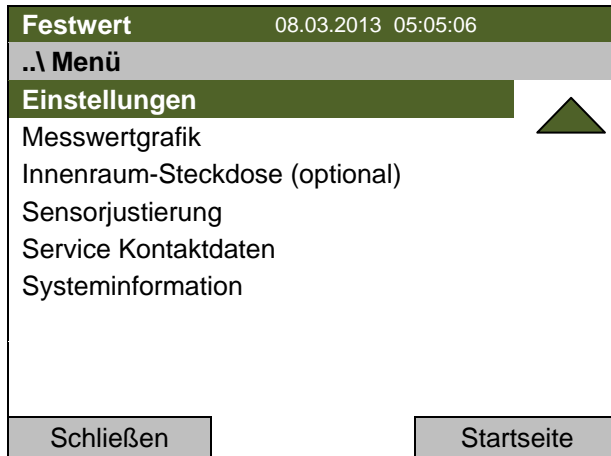 Festwert 08.03.2013 05:05:06
..\ Menü
Einstellungen
Messwertgrafik
Innenraum-Steckdose (optional)
Sensorjustierung
Service Kontaktdaten
Systeminformation
Schließen Startseite